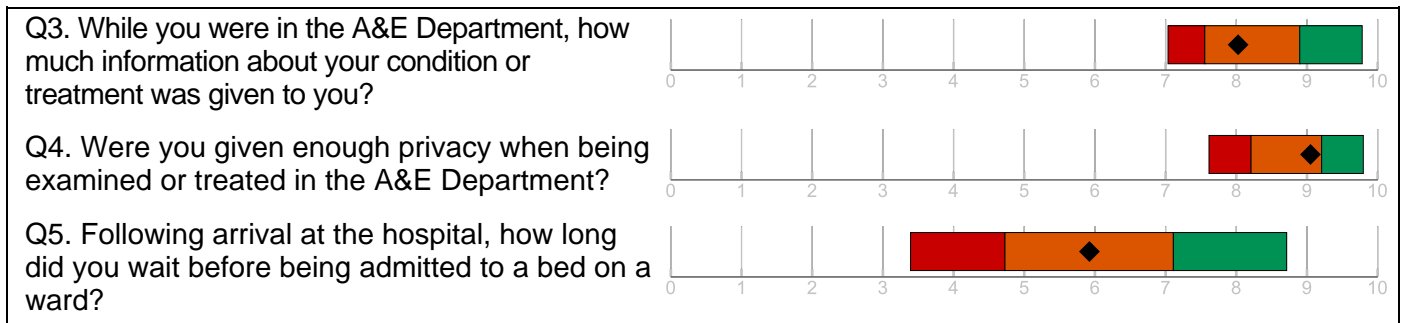 Q3. While you were in the A&E Department, how
much information about your condition or
treatment was given to you?
0 1 2 3 4 5 6 7 8 9 10
Q4. Were you given enough privacy when being
examined or treated in the A&E Department?
0 1 2 3 4 5 6 7 8 9 10
Q5. Following arrival at the hospital, how long
did you wait before being admitted to a bed on a
ward?
0 1 2 3 4 5 6 7 8 9 10